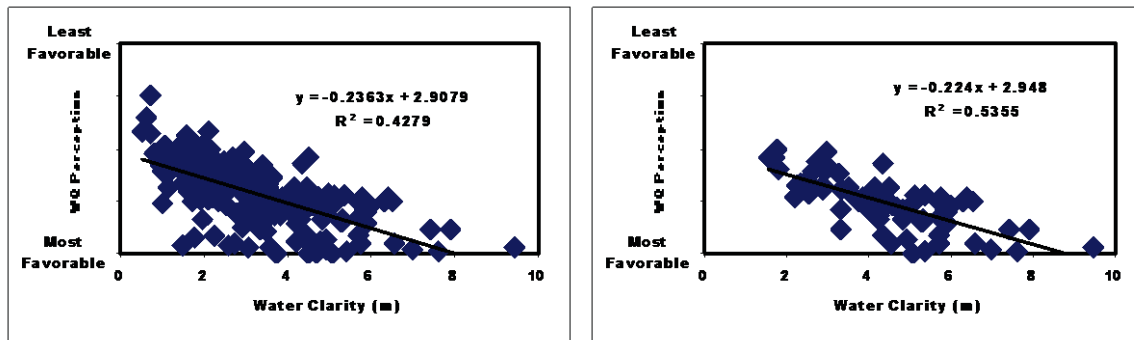 Least
Favorable
WQ Perception
Most
Favorable
y = -0.2363x + 2.9079
R² = 0.4279
0 2 4 6 8 10
Water Clarity (m)
Least
Favorable
WQ Perception
Most
Favorable
y = -0.224x + 2.948
R² = 0.5355
0 2 4 6 8 10
Water Clarity (m)